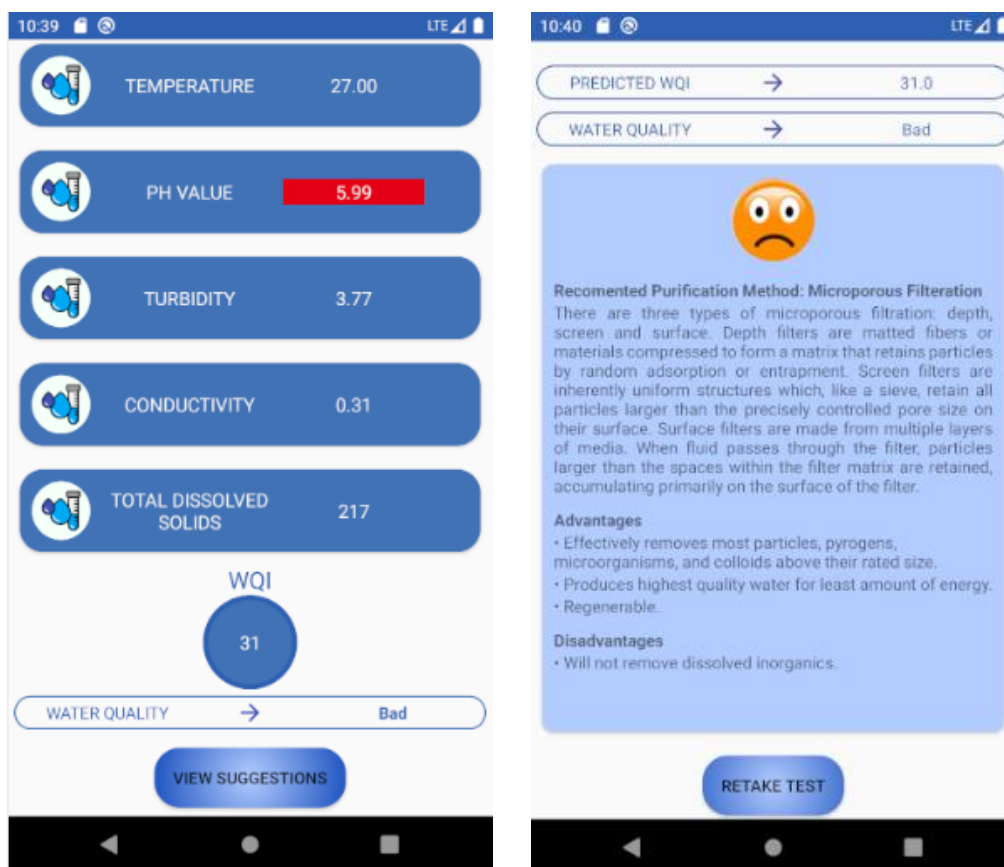 10:39 LTE
TEMPERATURE 27.00
PH VALUE 5.99
TURBIDITY 3.77
CONDUCTIVITY 0.31
TOTAL DISSOLVED
SOLIDS 217
WQI
31
WATER QUALITY → Bad
VIEW SUGGESTIONS
10:40 LTE
PREDICTED WQI → 31.0
WATER QUALITY → Bad
Recomented Purification Method: Microporous Filteration
There are three types of microporous filtration: depth,
screen and surface. Depth filters are matted fibers or
materials compressed to form a matrix that retains particles
by random adsorption or entrapment. Screen filters are
inherently uniform structures which, like a sieve, retain all
particles larger than the precisely controlled pore size on
their surface. Surface filters are made from multiple layers
of media. When fluid passes through the filter, particles
larger than the spaces within the filter matrix are retained,
accumulating primarily on the surface of the filter.
Advantages
• Effectively removes most particles, pyrogens,
microorganisms, and colloids above their rated size.
• Produces highest quality water for least amount of energy.
• Regenerable.
Disadvantages
• Will not remove dissolved inorganics.
RETAKE TEST